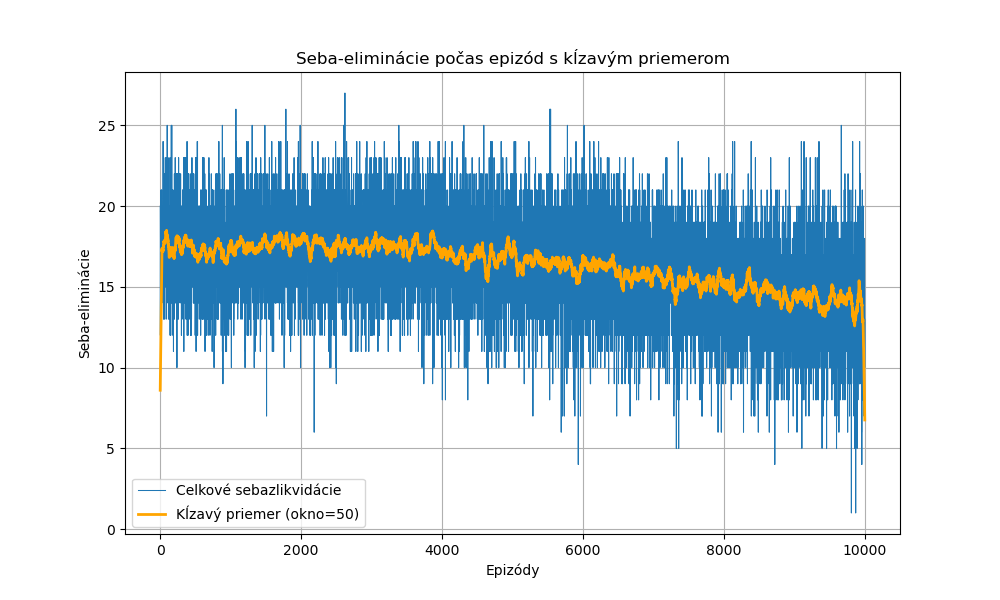 Seba-eliminácie počas epizód s kĺzavým priemerom
Seba-eliminácie
25
20
15
10
5
0
Celkové sebazlikvidácie
Kĺzavý priemer (okno=50)
0 2000 4000 6000 8000 10000
Epizódy